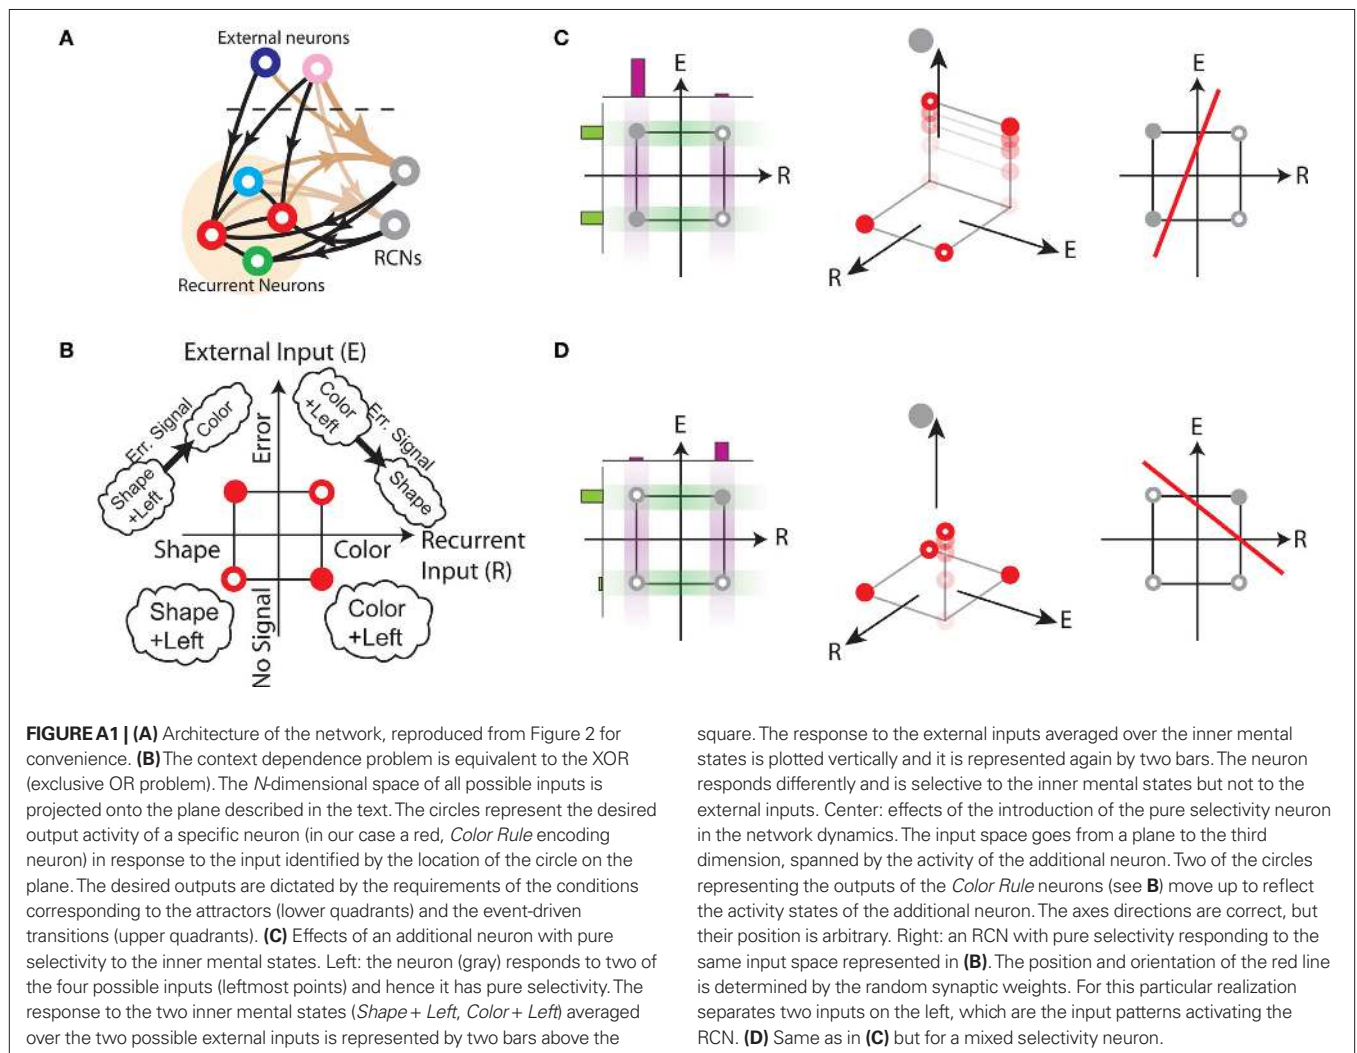 A
External neurons
RCNs
Recurrent Neurons
B
External Input (E)
Err. Signal
Color
Shape
+Left
Color
+Left
Err. Signal
Shape
Error
Shape
Color
Recurrent
Input (R)
No Signal
Shape
+Left
Color
+Left
C
E
R
R
E
E
R
D
E
R
R
E
E
R
FIGURE A1 | (A) Architecture of the network, reproduced from Figure 2 for
convenience. (B) The context dependence problem is equivalent to the XOR
(exclusive OR problem). The N-dimensional space of all possible inputs is
projected onto the plane described in the text. The circles represent the desired
output activity of a specific neuron (in our case a red, Color Rule encoding
neuron) in response to the input identified by the location of the circle on the
plane. The desired outputs are dictated by the requirements of the conditions
corresponding to the attractors (lower quadrants) and the event-driven
transitions (upper quadrants). (C) Effects of an additional neuron with pure
selectivity to the inner mental states. Left: the neuron (gray) responds to two of
the four possible inputs (leftmost points) and hence it has pure selectivity. The
response to the two inner mental states (Shape + Left, Color + Left) averaged
over the two possible external inputs is represented by two bars above the
square. The response to the external inputs averaged over the inner mental
states is plotted vertically and it is represented again by two bars. The neuron
responds differently and is selective to the inner mental states but not to the
external inputs. Center: effects of the introduction of the pure selectivity neuron
in the network dynamics. The input space goes from a plane to the third
dimension, spanned by the activity of the additional neuron. Two of the circles
representing the outputs of the Color Rule neurons (see B) move up to reflect
the activity states of the additional neuron. The axes directions are correct, but
their position is arbitrary. Right: an RCN with pure selectivity responding to the
same input space represented in (B). The position and orientation of the red line
is determined by the random synaptic weights. For this particular realization
separates two inputs on the left, which are the input patterns activating the
RCN. (D) Same as in (C) but for a mixed selectivity neuron.